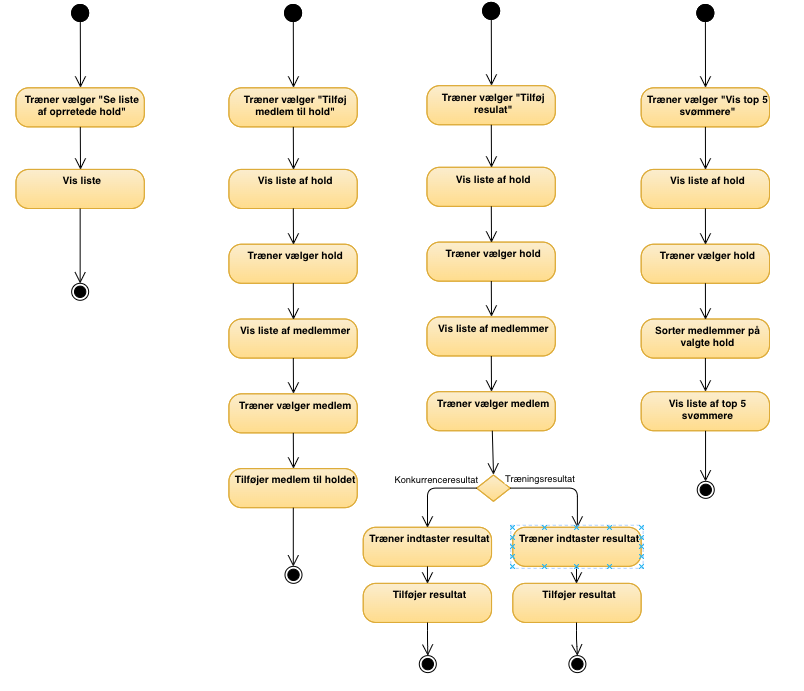 Træner vælger "Se liste
af oprretede hold"
Vis liste
Træner vælger "Tilføj
medlem til hold"
Vis liste af hold
Træner vælger hold
Vis liste af medlemmer
Træner vælger medlem
Tilføjer medlem til holdet
Træner vælger "Tilføj
resulat"
Vis liste af hold
Træner vælger hold
Vis liste af medlemmer
Træner vælger medlem
Konkurrenceresultat
Træningsresultat
Træner indtaster resultat
Tilføjer resultat
Træner indtaster resultat
Tilføjer resultat
Træner vælger "Vis top 5
svømmere"
Vis liste af hold
Træner vælger hold
Sorter medlemmer på
valgte hold
Vis liste af top 5
svømmere